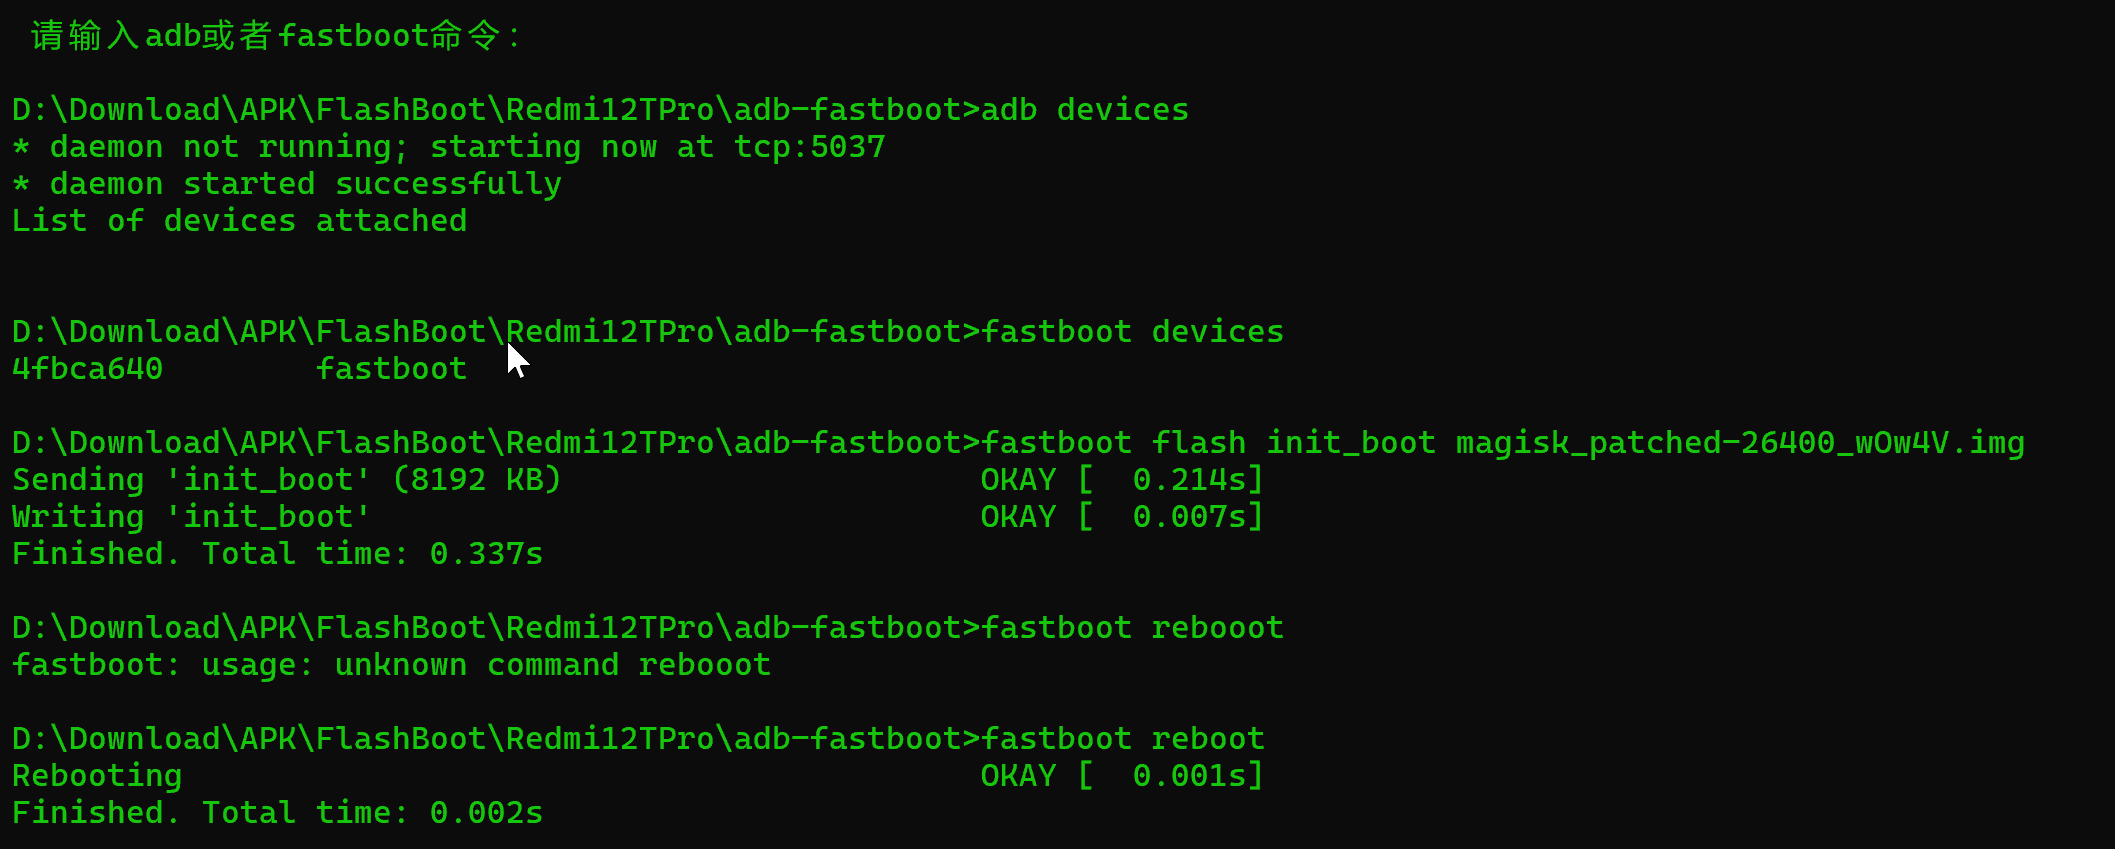 请输入adb或者fastboot命令：
D:\Download\APK\FlashBoot\Redmi12TPro\adb-fastboot>adb devices
* daemon not running; starting now at tcp:5037
* daemon started successfully
List of devices attached
D:\Download\APK\FlashBoot\Redmi12TPro\adb-fastboot>fastboot devices
4fbca640        fastboot
D:\Download\APK\FlashBoot\Redmi12TPro\adb-fastboot>fastboot flash init_boot magisk_patched-26400_wOw4V.img
Sending 'init_boot' (8192 KB)                      OKAY [  0.214s]
Writing 'init_boot'                                OKAY [  0.007s]
Finished. Total time: 0.337s
D:\Download\APK\FlashBoot\Redmi12TPro\adb-fastboot>fastboot rebooot
fastboot: usage: unknown command rebooot
D:\Download\APK\FlashBoot\Redmi12TPro\adb-fastboot>fastboot reboot
Rebooting                                          OKAY [  0.001s]
Finished. Total time: 0.002s